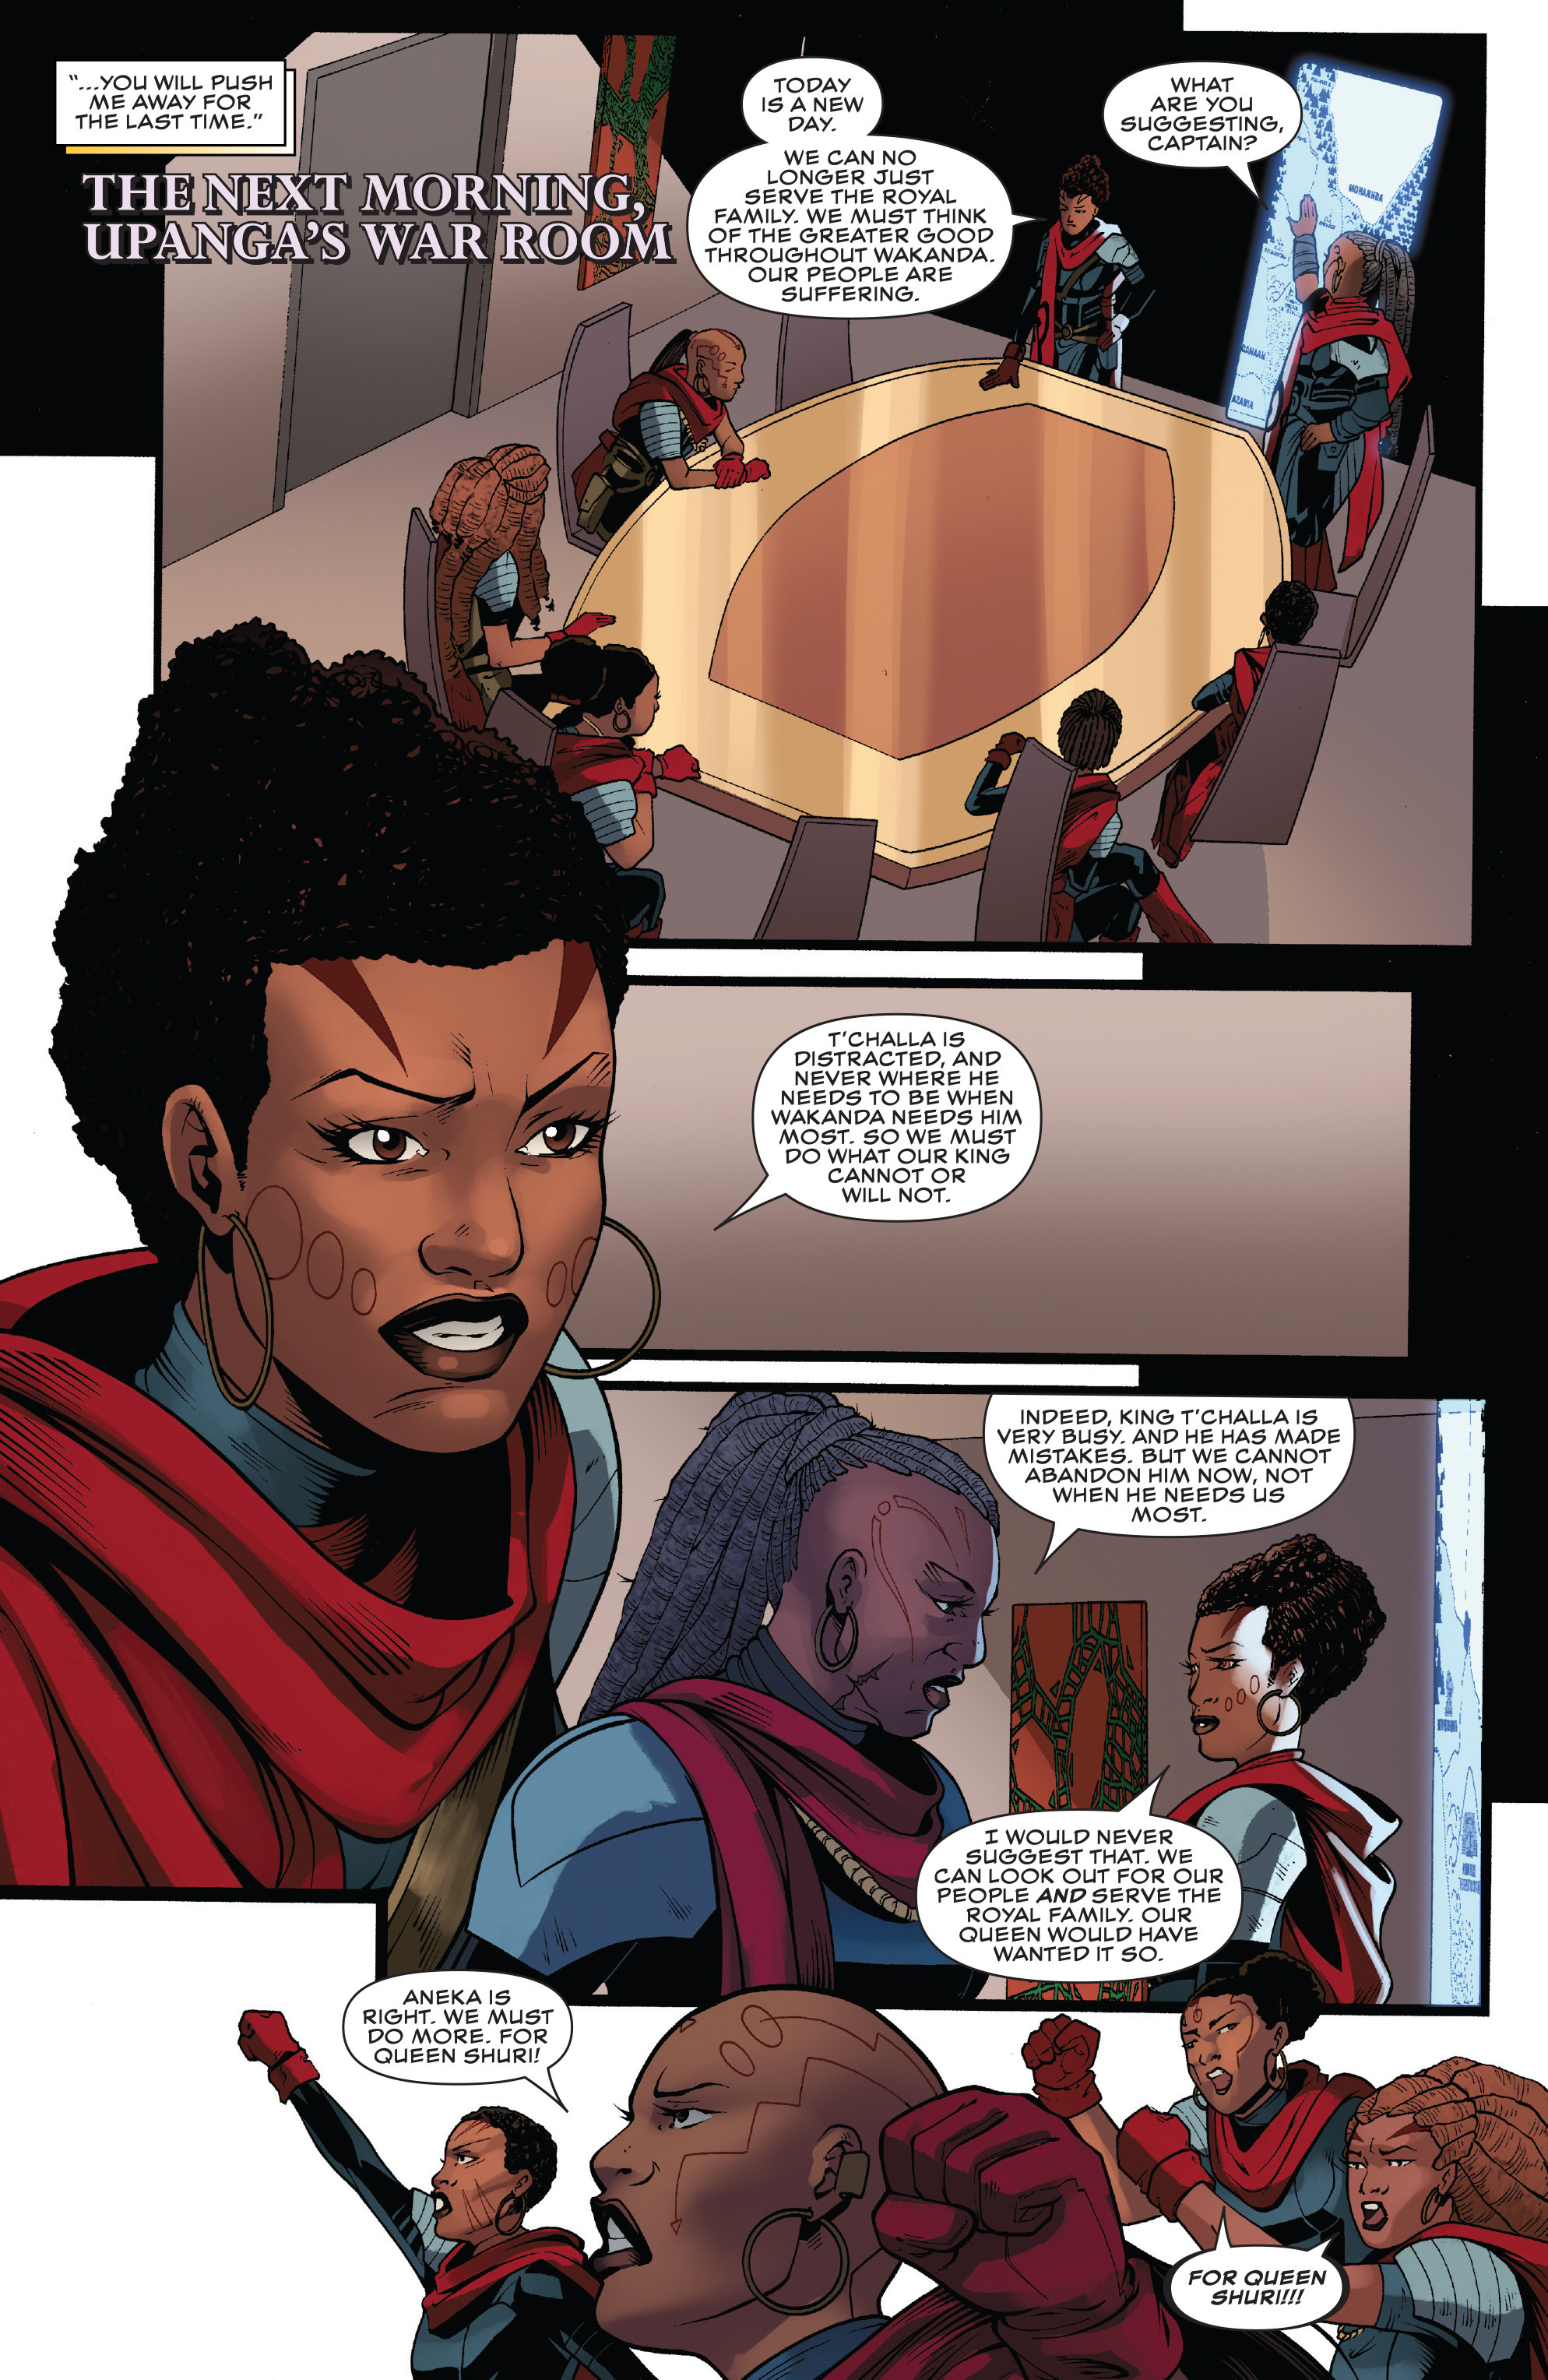 "...YOU WILL PUSH
ME AWAY FOR
THE LAST TIME."
THE NEXT MORNING,
UPANGA'S WAR ROOM
TODAY
IS A NEW
DAY.
WE CAN NO
LONGER JUST
SERVE THE ROYAL
FAMILY. WE MUST THINK
OF THE GREATER GOOD
THROUGHOUT WAKANDA.
OUR PEOPLE ARE
SUFFERING.
WHAT
ARE YOU
SUGGESTING,
CAPTAIN?
T'CHALLA IS
DISTRACTED, AND
NEVER WHERE HE
NEEDS TO BE WHEN
WAKANDA NEEDS HIM
MOST. SO WE MUST
DO WHAT OUR KING
CANNOT OR
WILL NOT.
INDEED, KING T'CHALLA IS
VERY BUSY. AND HE HAS MADE
MISTAKES. BUT WE CANNOT
ABANDON HIM NOW, NOT
WHEN HE NEEDS US
MOST.
I WOULD NEVER
SUGGEST THAT. WE
CAN LOOK OUT FOR OUR
PEOPLE AND SERVE THE
ROYAL FAMILY. OUR
QUEEN WOULD HAVE
WANTED IT SO.
ANEKA IS
RIGHT. WE MUST
DO MORE. FOR
QUEEN SHURI!
FOR QUEEN
SHURI!!!